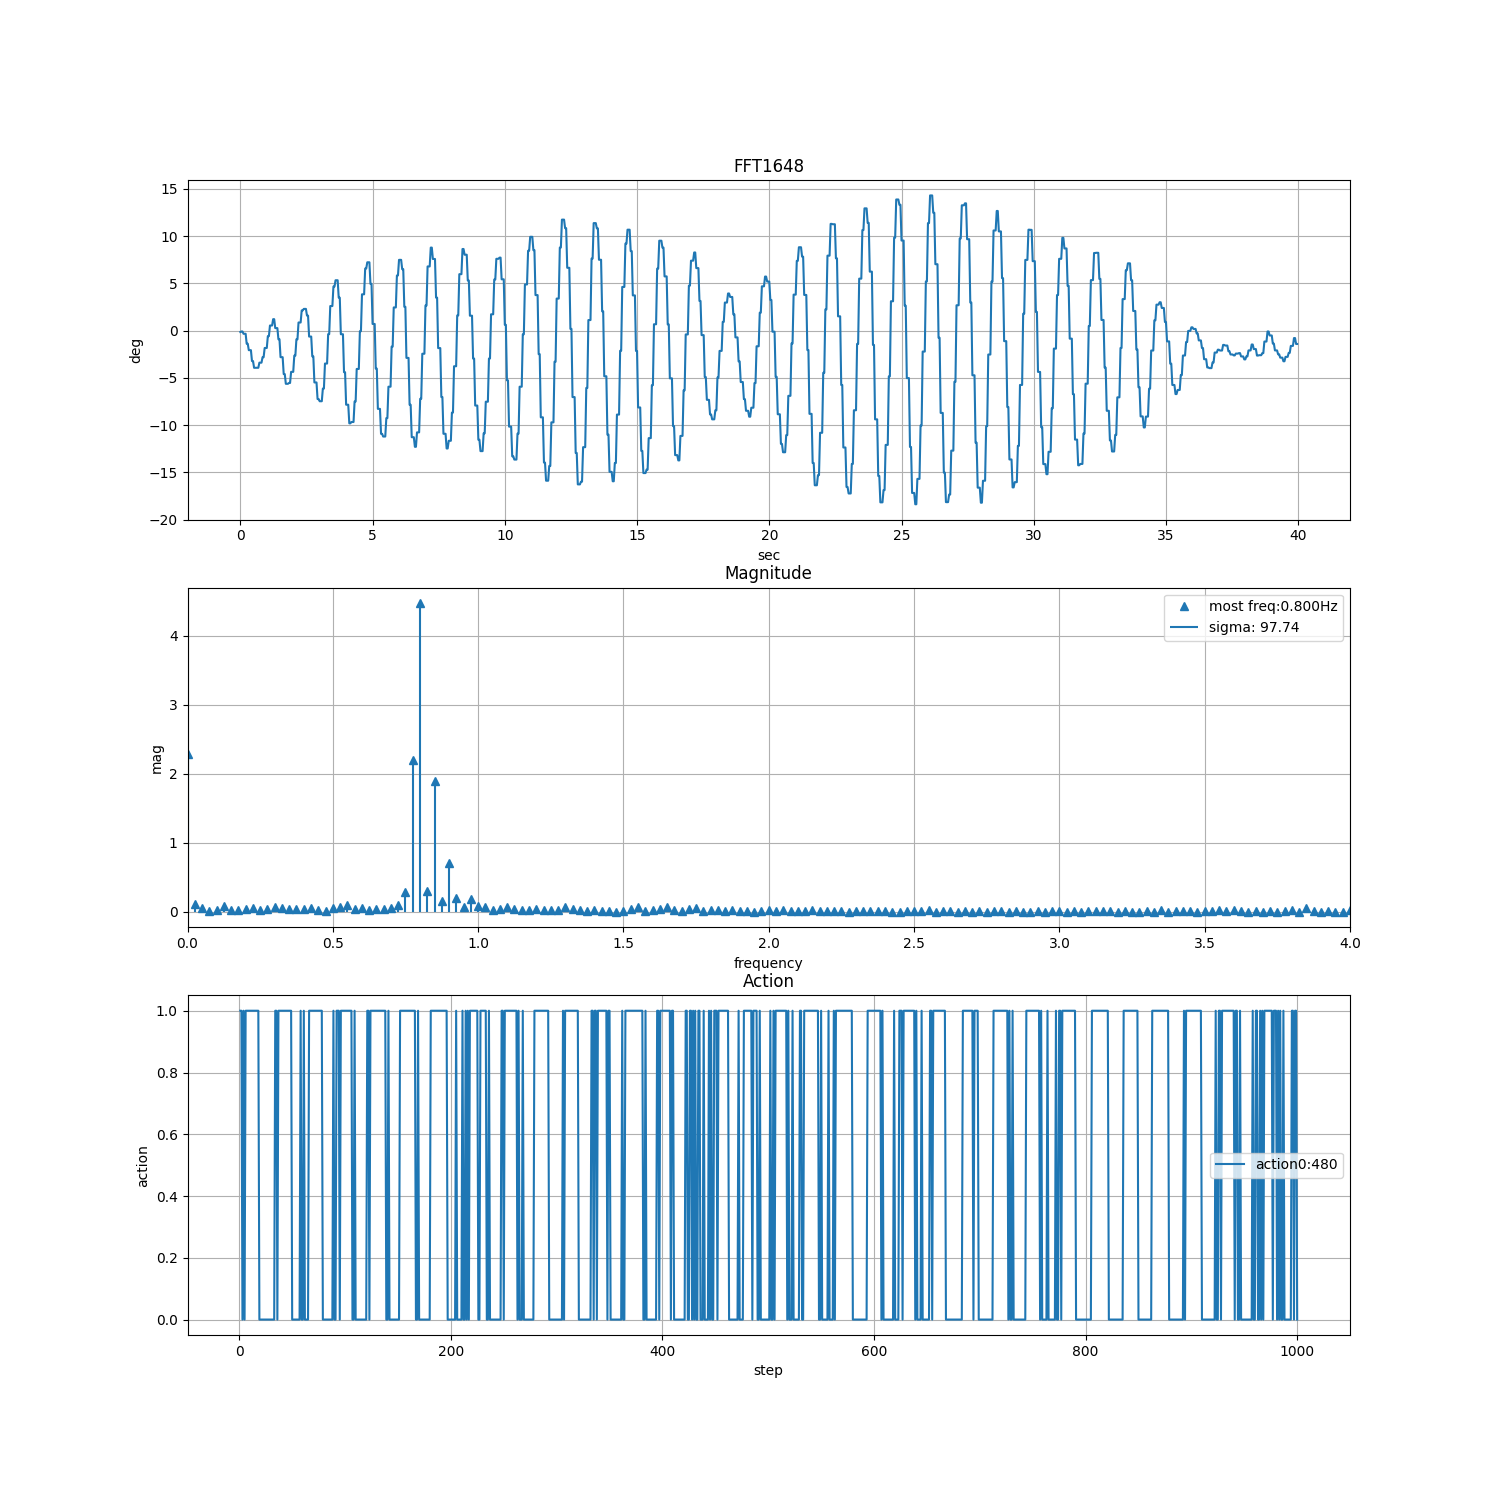 FFT1648
15
10
5
0
−5
−10
−15
−20
deg
0 5 10 15 20 25 30 35 40
sec
Magnitude
most freq:0.800Hz
sigma: 97.74
4
3
2
1
0
mag
0.0 0.5 1.0 1.5 2.0 2.5 3.0 3.5 4.0
frequency
Action
1.0
0.8
0.6
0.4
0.2
0.0
action
action0:480
0 200 400 600 800 1000
step